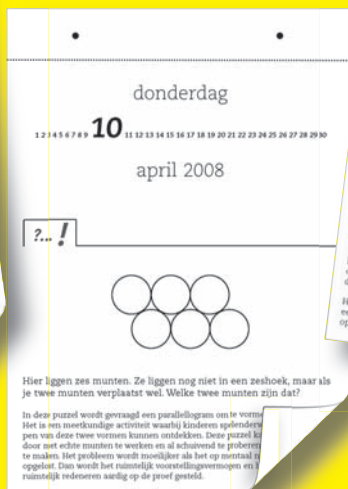 donderdag
1 2 3 4 5 6 7 8 9 10 11 12 13 14 15 16 17 18 19 20 21 22 23 24 25 26 27 28 29 30
april 2008
?... !
Hier liggen zes munten. Ze liggen nog niet in een zeshoek, maar als
je twee munten verplaatst wel. Welke twee munten zijn dat?
In deze puzzel wordt gevraagd een parallellogram om te vorme
Het is een meetkundige activiteit waarbij kinderen spelenderw
pen van deze twee vormen kunnen ontdekken. Deze puzzel k
door met echte munten te werken en al schuivend te proberen
te maken. Het probleem wordt moeilijker als het op mentaal n
opgelost. Dan wordt het ruimtelijk voorstellingsvermogen en
ruimtelijk redeneren aardig op de proef gesteld.